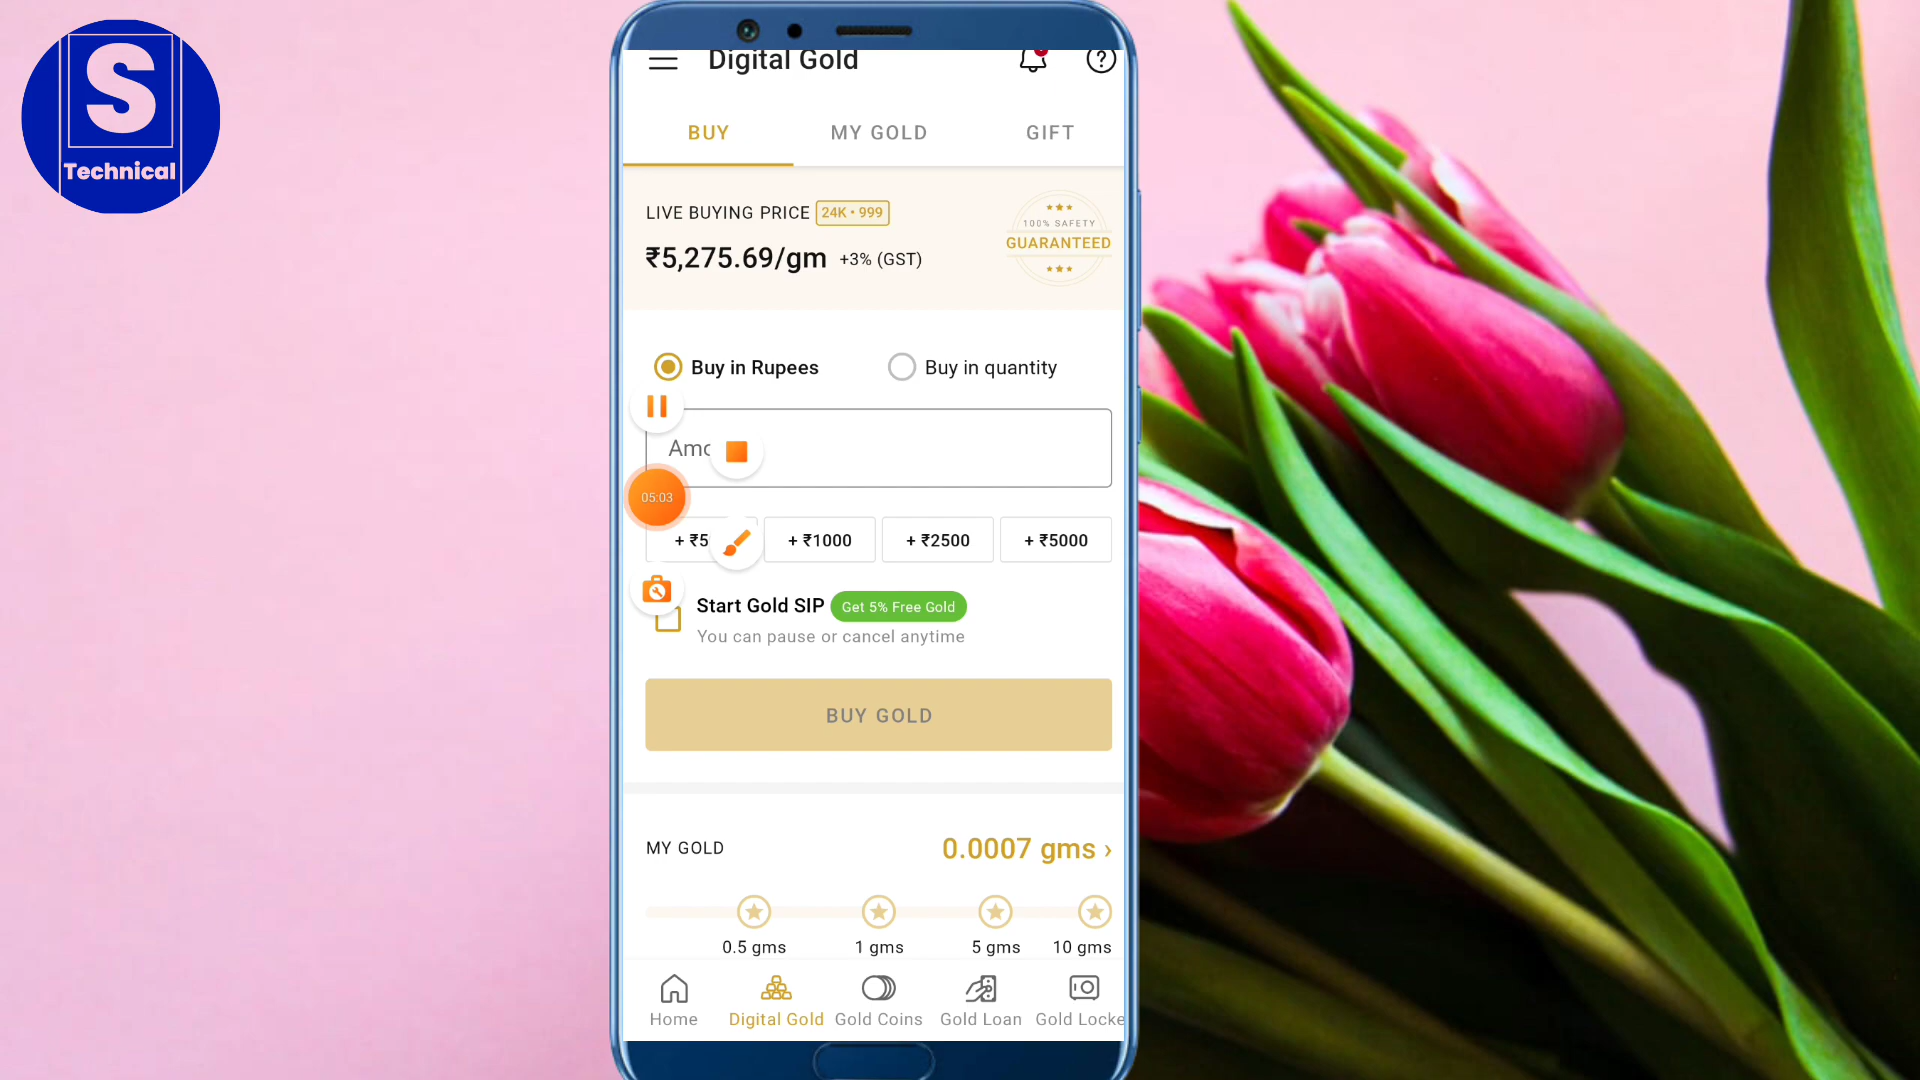 S
Technical
Digital Gold
BUY
MY GOLD
GIFT
LIVE BUYING PRICE
24K • 999
₹5,275.69/gm +3% (GST)
100% SAFETY
GUARANTEED
Buy in Rupees
Buy in quantity
05:03
+ ₹1000
+ ₹2500
+ ₹5000
Start Gold SIP
Get 5% Free Gold
You can pause or cancel anytime
BUY GOLD
MY GOLD
0.0007 gms ›
0.5 gms
1 gms
5 gms
10 gms
Home
Digital Gold
Gold Coins
Gold Loan
Gold Locke